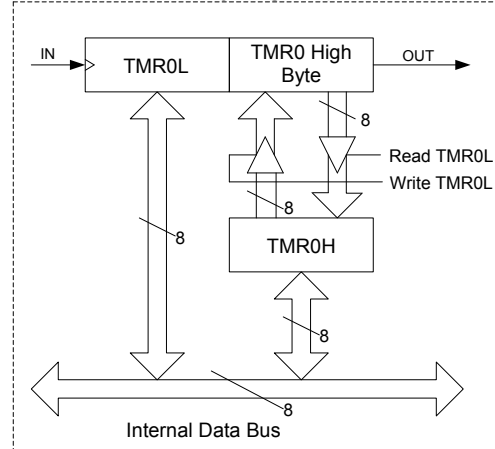 IN
TMR0L
TMR0 High
Byte
OUT
8
Read TMR0L
Write TMR0L
8
8
TMR0H
8
8
Internal Data Bus